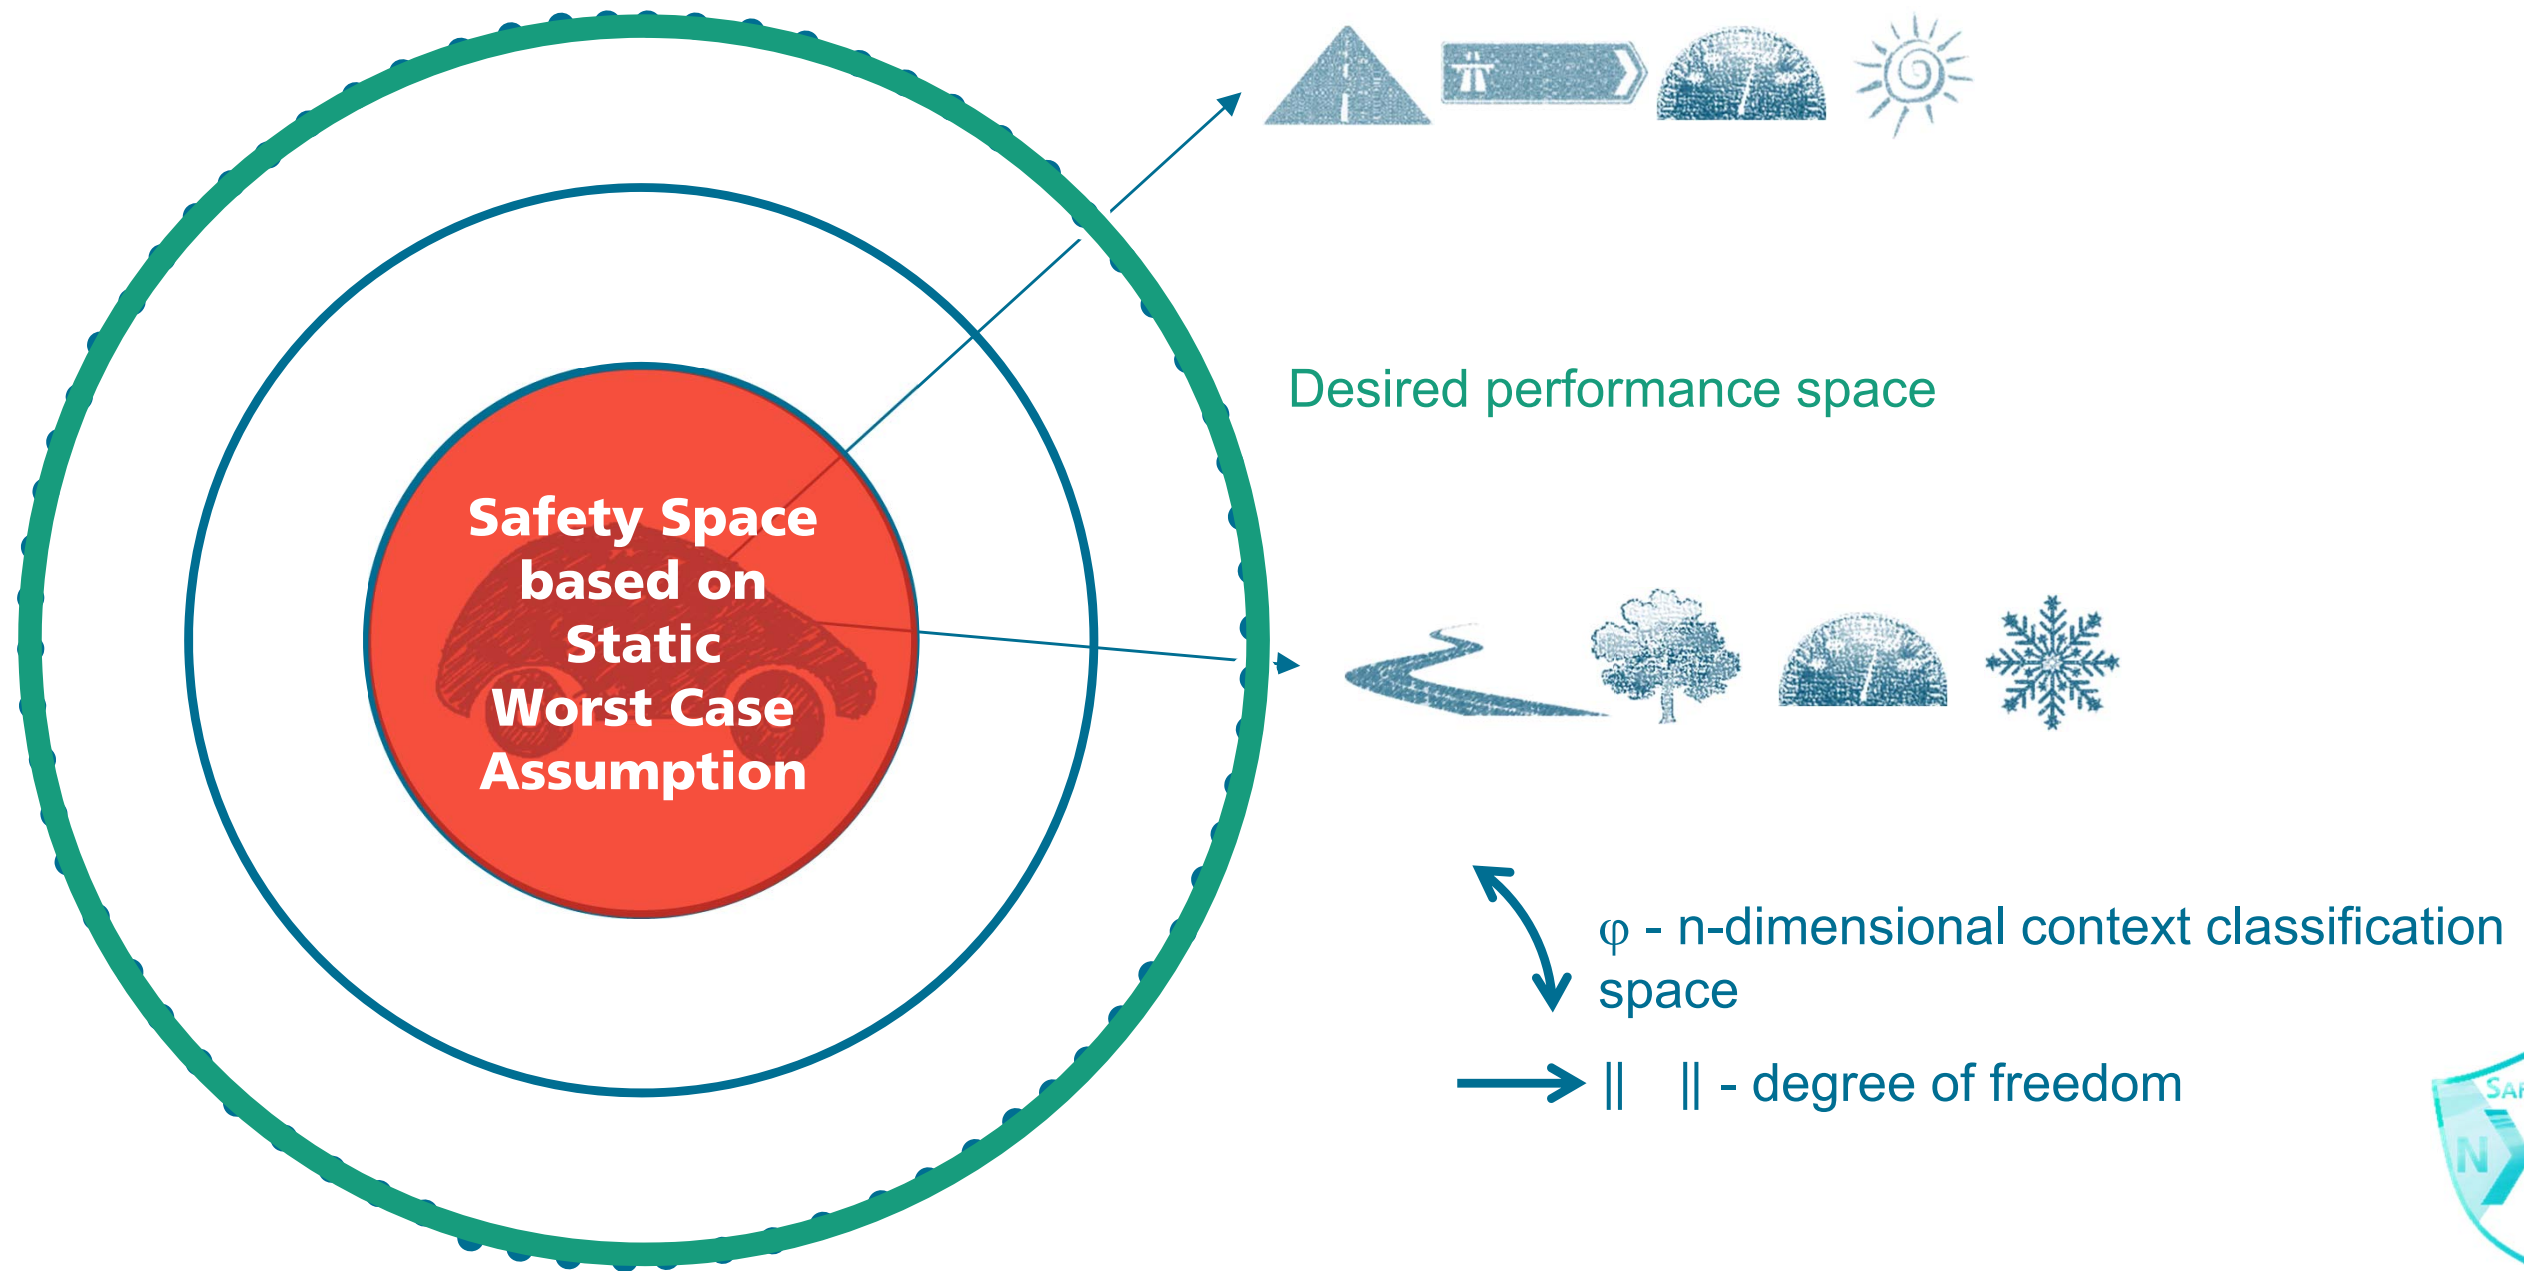 Safety Space
based on
Static
Worst Case
Assumption
Desired performance space
φ - n-dimensional context classification
space
|| || - degree of freedom
N